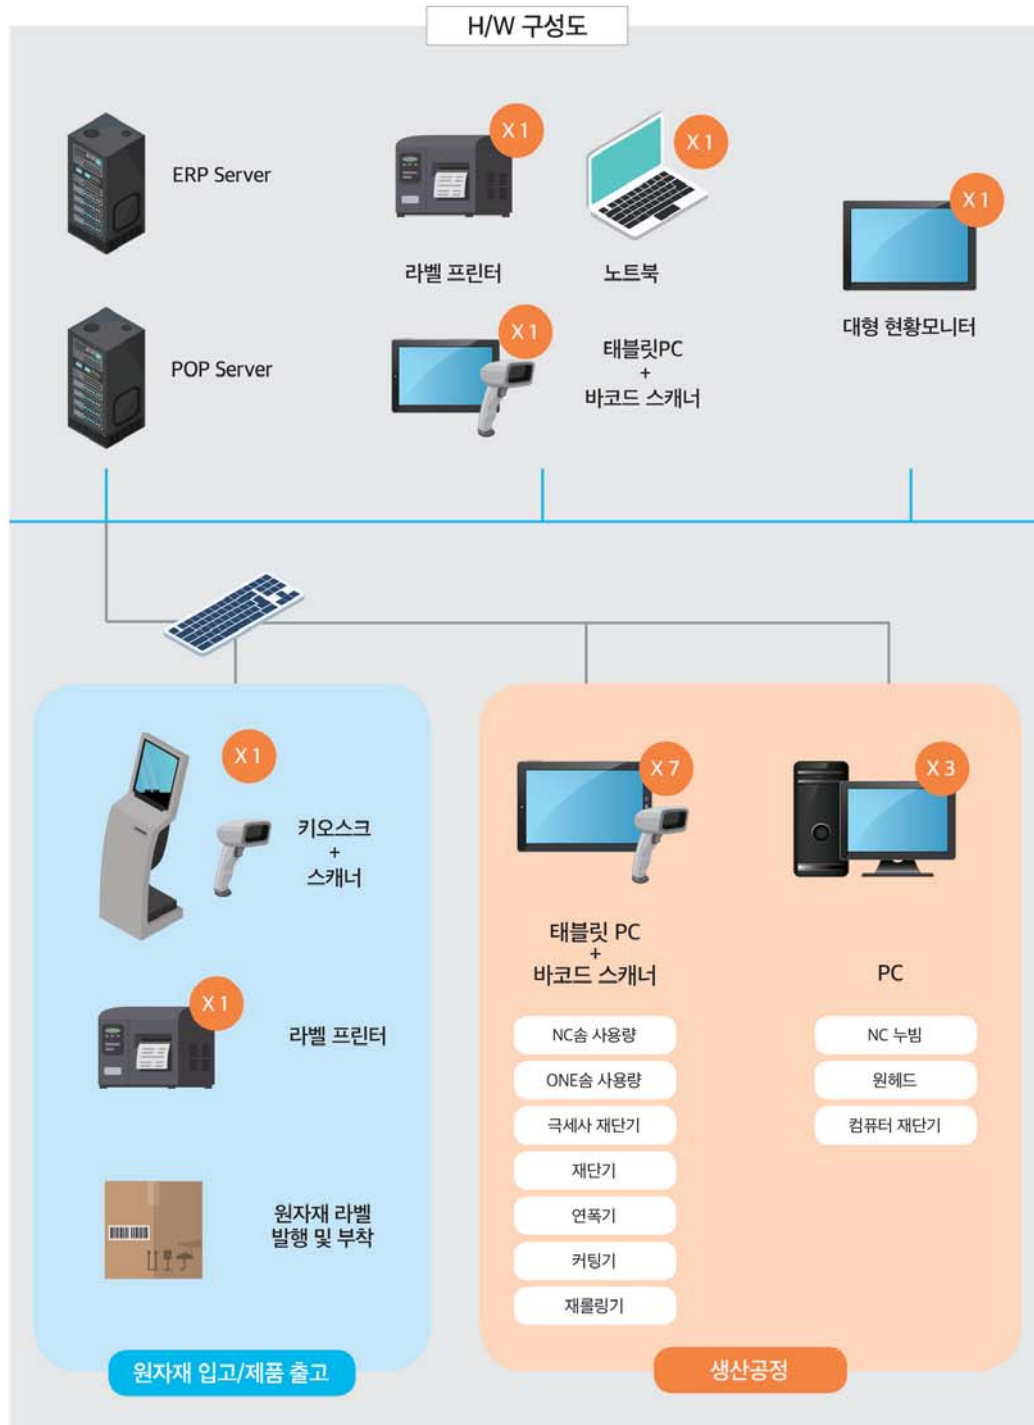 H/W 구성도
ERP Server
X 1
라벨 프린터
X 1
노트북
X 1
대형 현황모니터
POP Server
X 1
태블릿PC
+
바코드 스캐너
X 1
키오스크
+
스캐너
X 1
라벨 프린터
원자재 라벨
발행 및 부착
원자재 입고/제품 출고
X 7
태블릿 PC
+
바코드 스캐너
NC솜 사용량
ONE솜 사용량
극세사 재단기
재단기
연폭기
커팅기
재롤링기
X 3
PC
NC 누빔
원헤드
컴퓨터 재단기
생산공정